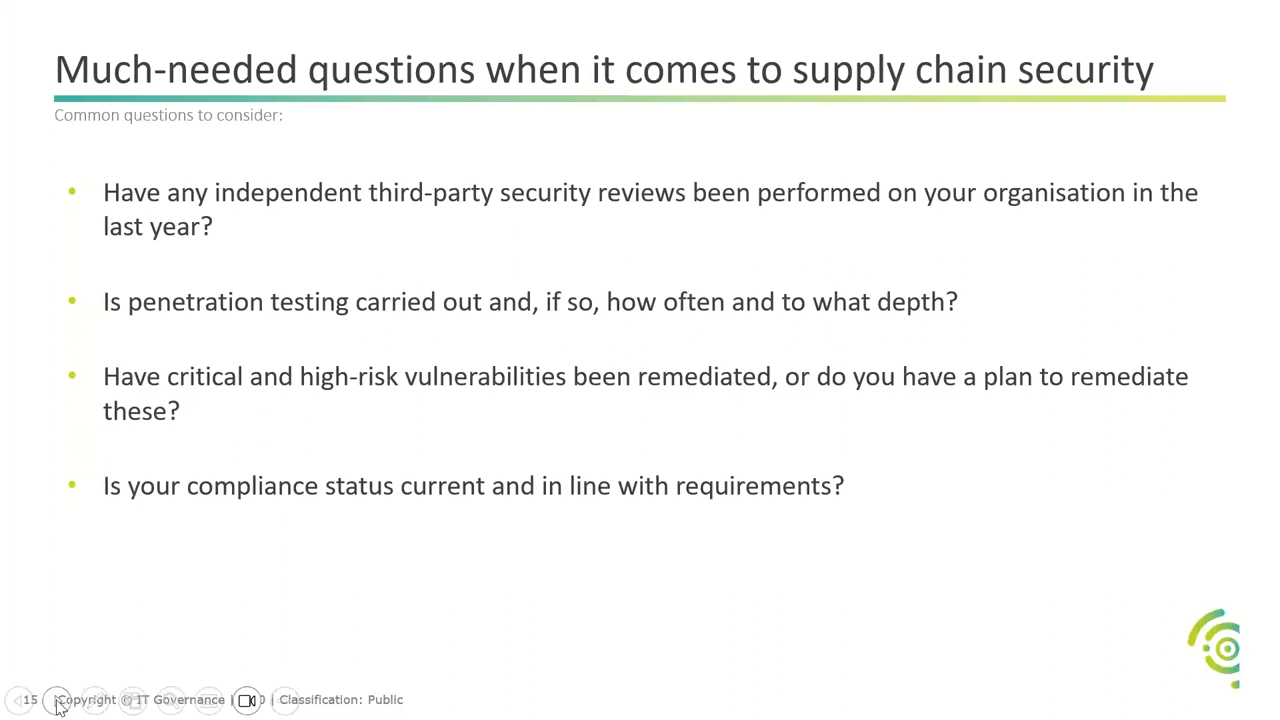 Much-needed questions when it comes to supply chain security
Common questions to consider:
• Have any independent third-party security reviews been performed on your organisation in the
last year?
• Is penetration testing carried out and, if so, how often and to what depth?
• Have critical and high-risk vulnerabilities been remediated, or do you have a plan to remediate
these?
• Is your compliance status current and in line with requirements?
15 Copyright © IT Governance | 0 | Classification: Public